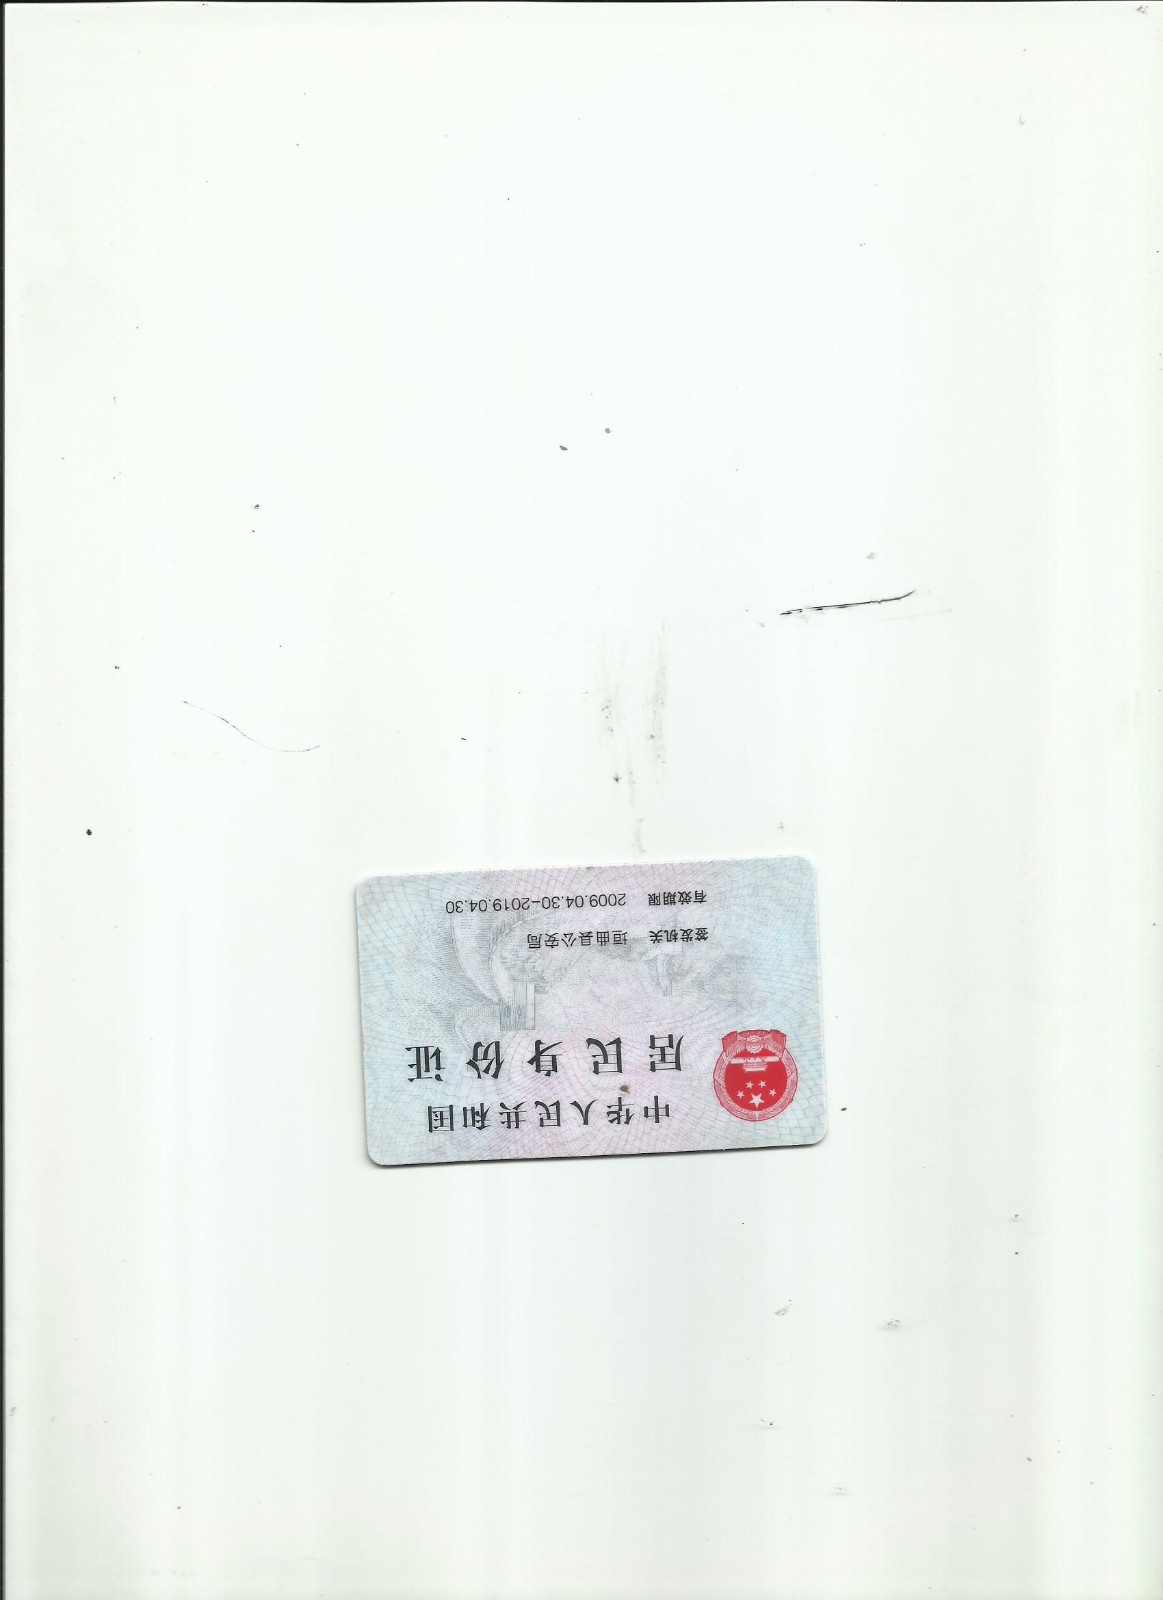 中华人民共和国
居民身份证
签发机关 垣曲县公安局
有效期限 2009.04.30-2019.04.30